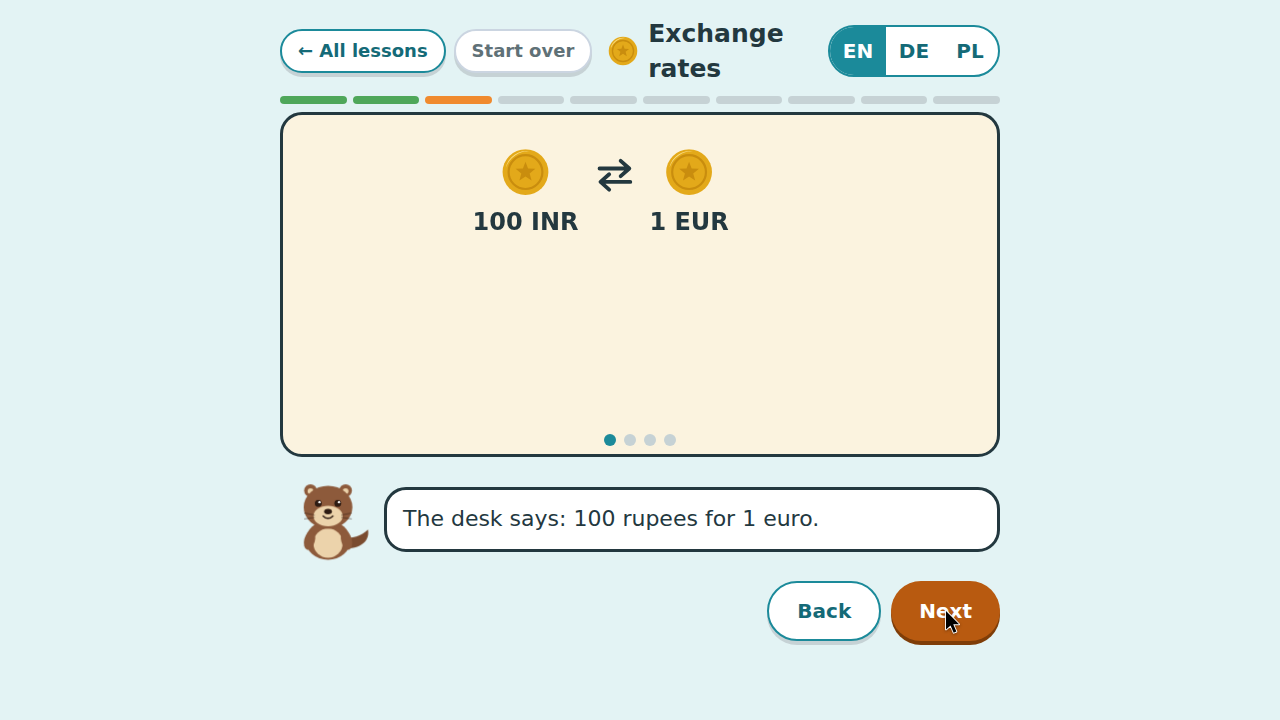 ← All lessons
Start over
Exchange
rates
EN DE PL
100 INR
1 EUR
The desk says: 100 rupees for 1 euro.
Back
Next